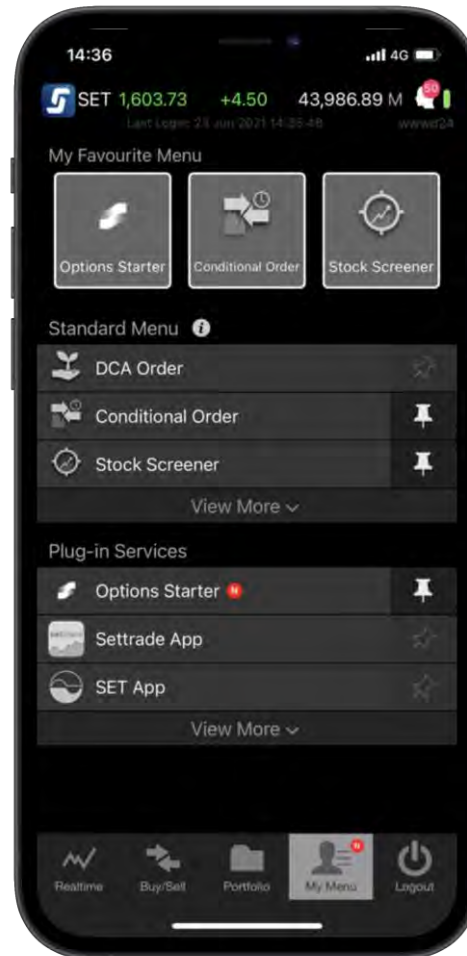 14:36
4G
SET 1,603.73 +4.50 43,986.89 M
50
My Favourite Menu
Options Starter
Conditional Order
Stock Screener
Standard Menu i
DCA Order
Conditional Order
Stock Screener
View More
Plug-in Services
Options Starter N
Settrade App
SET App
View More
N
Realtime
Buy/Sell
Portfolio
My Menu
Logout